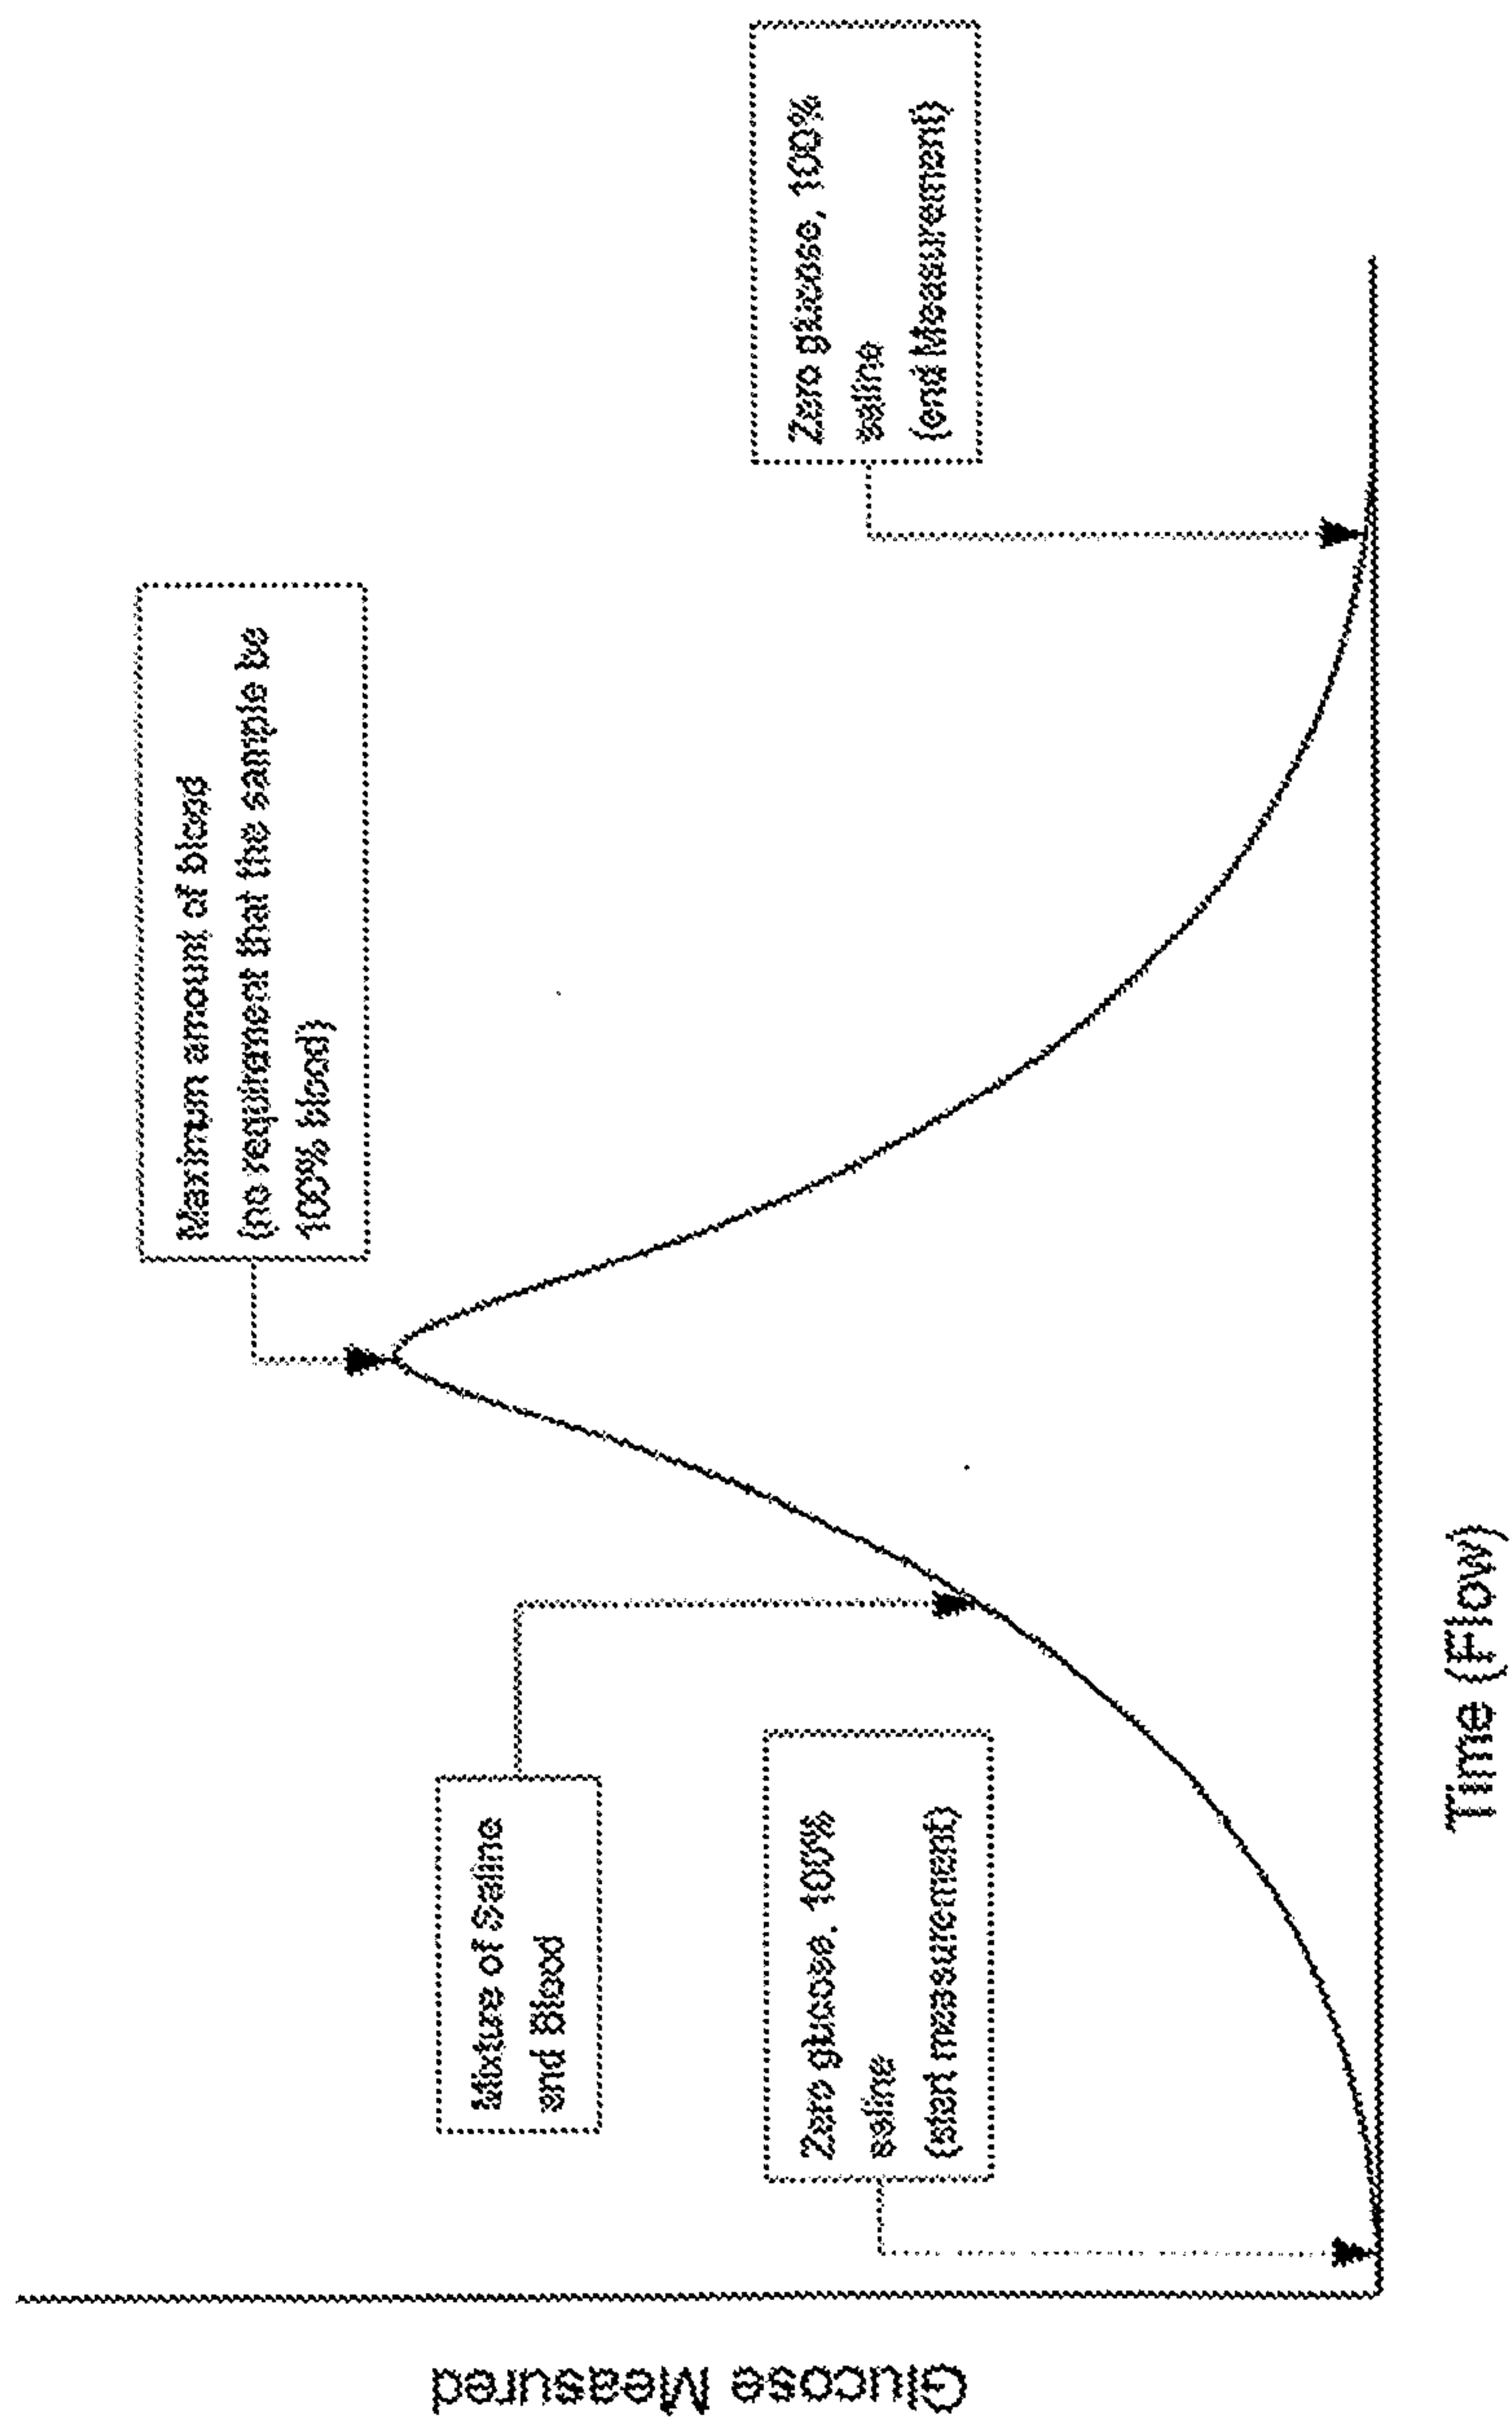 Glucose Measured
Maximum amount of blood
(no requirement that the sample be
100% blood)
Mixture of Saline
and Blood
Zero glucose. 100%
saline
(start measurement)
Zero glucose, 100%
saline
(end Measurement)
Time (Flow)